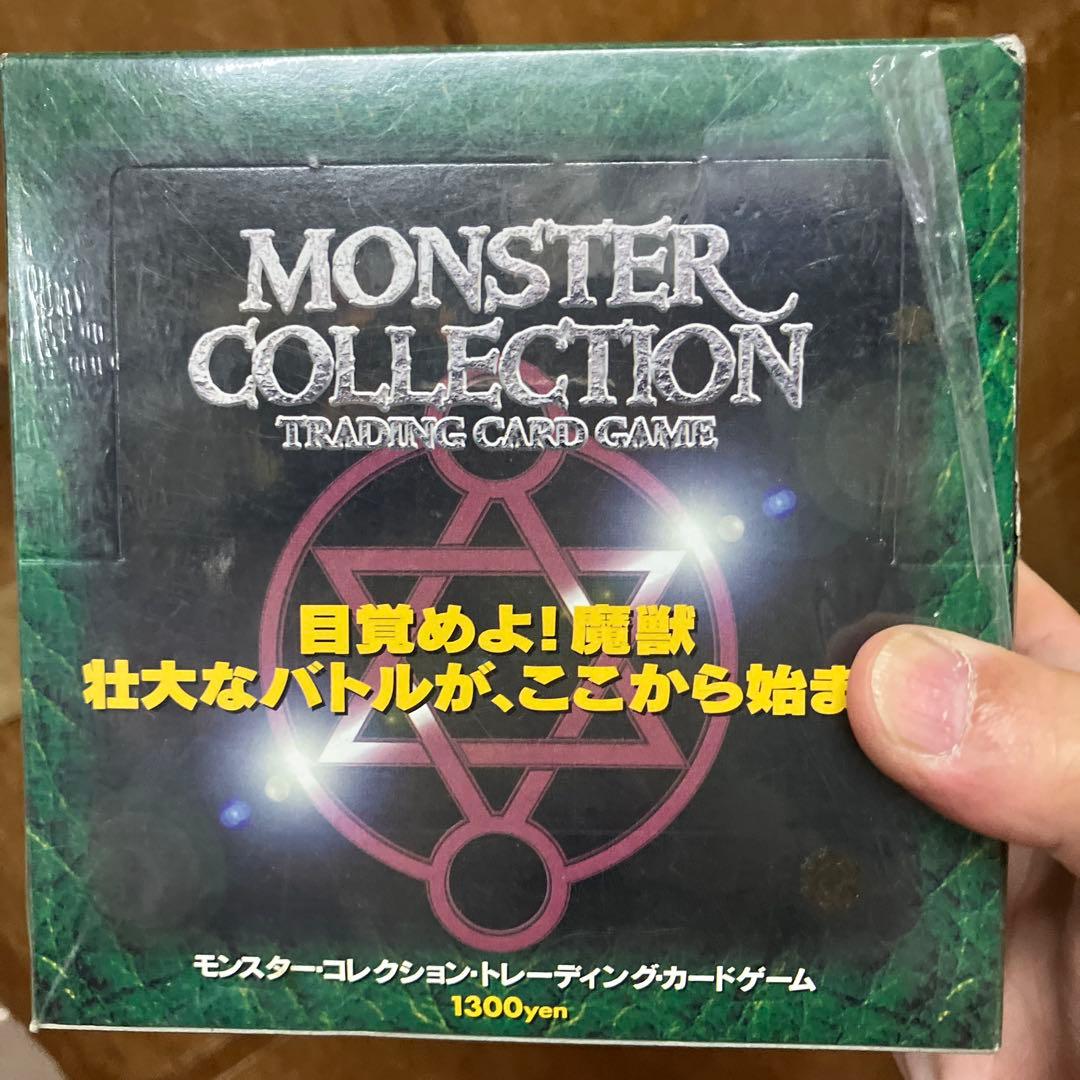 MONSTER
COLLECTION
TRADING CARD GAME
目覚めよ!魔獣
壮大なバトルが、ここから始ま
モンスター・コレクション・トレーディング・カードゲーム
1300yen